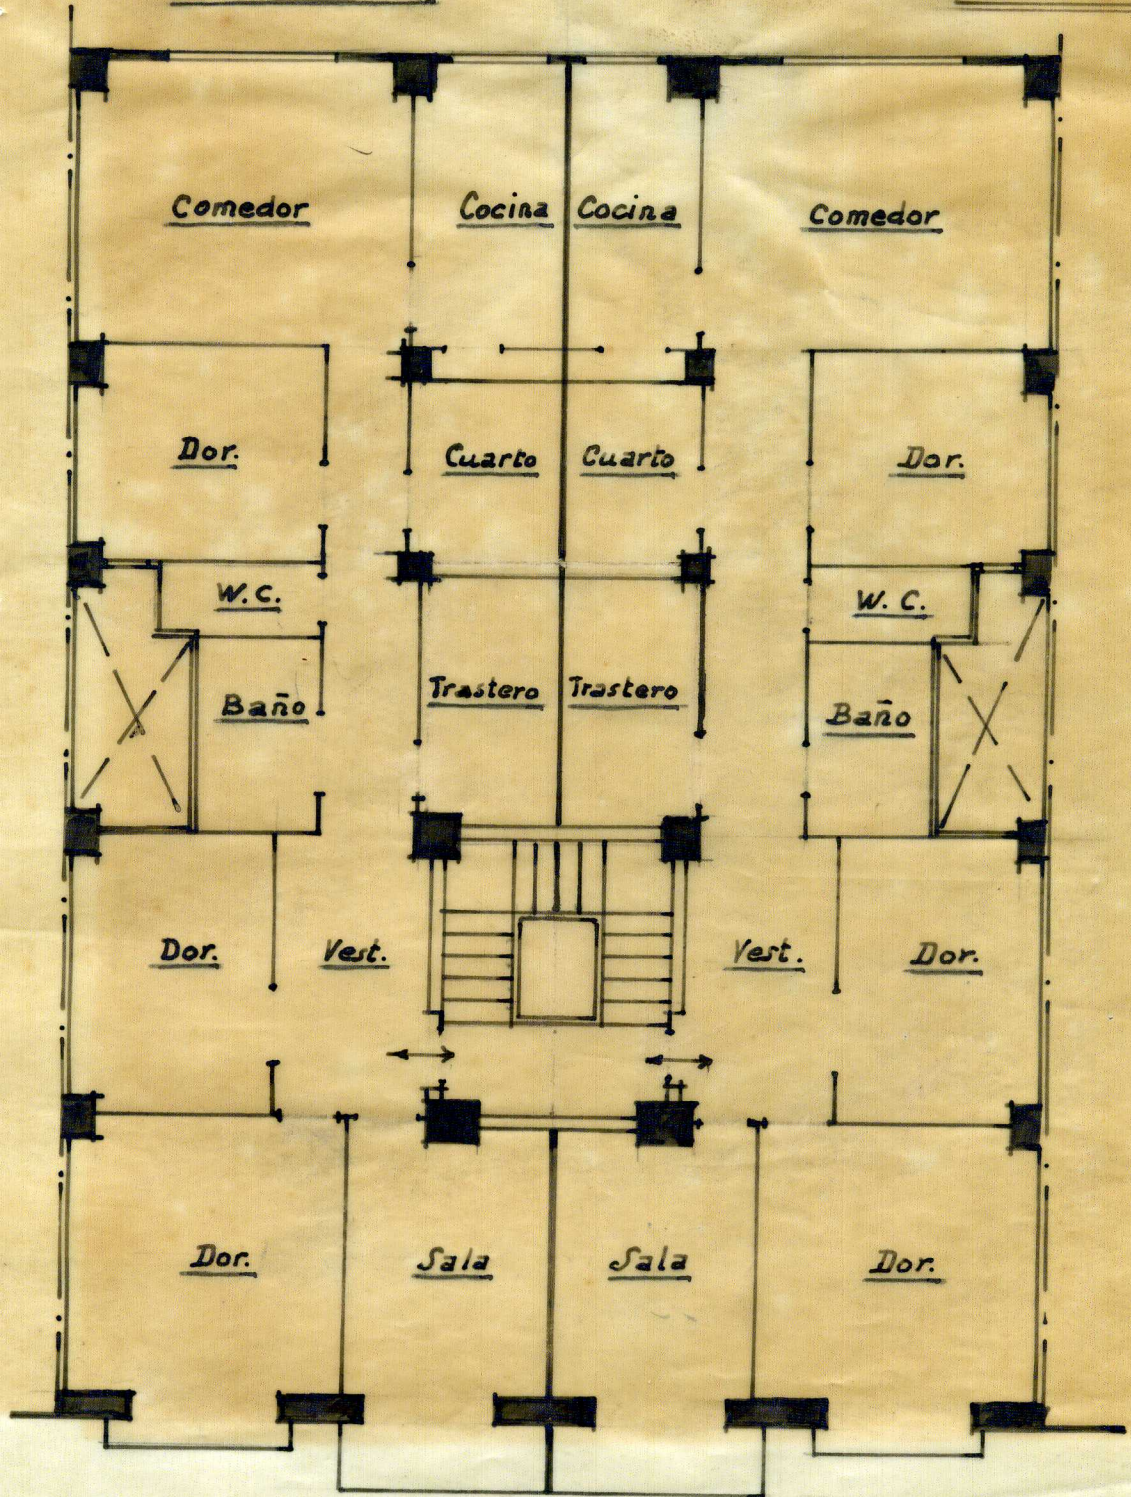 Comedor
Cocina
Cocina
Comedor
Dor.
Cuarto
Cuarto
Dor.
W.C.
W.C.
Baño
Trastero
Trastero
Baño
Dor.
Vest.
Vest.
Dor.
Dor.
Sala
Sala
Dor.